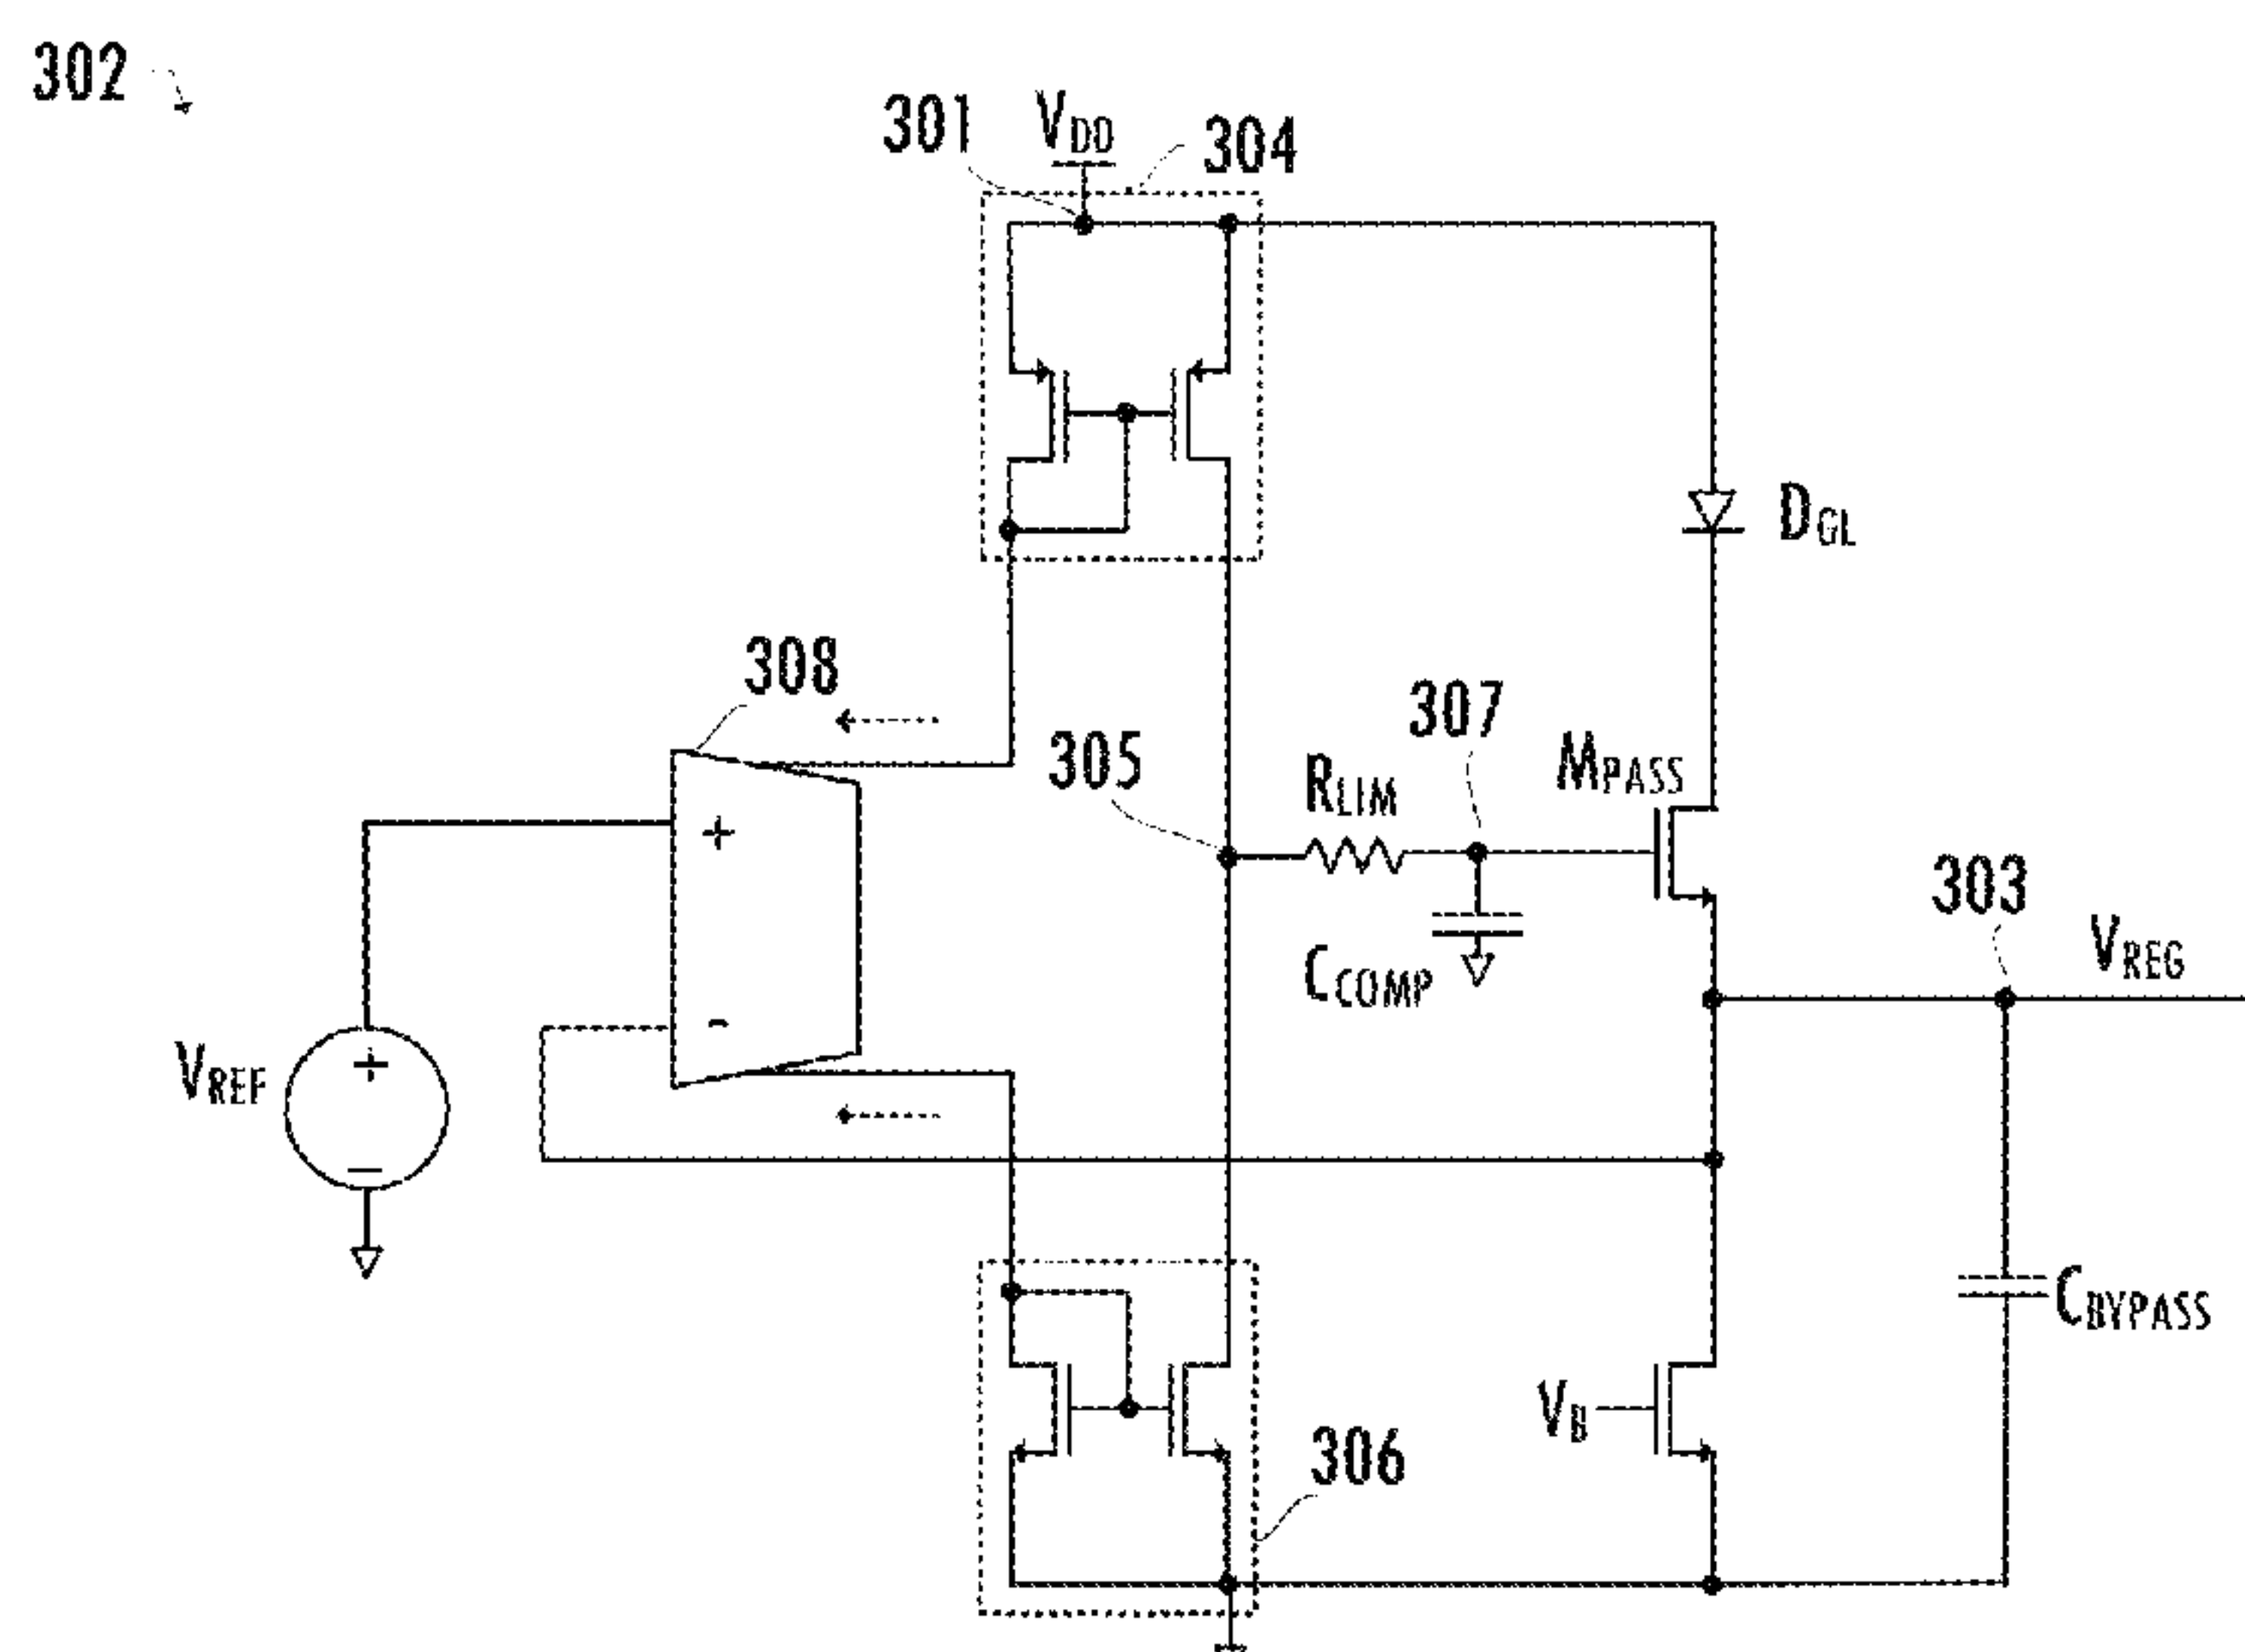 302
301 VDD 304
DGL
308
305 RLIM 307 MPASS
+
303
VREG
CCOMP
-
VREF + −
CBYPASS
VB
306